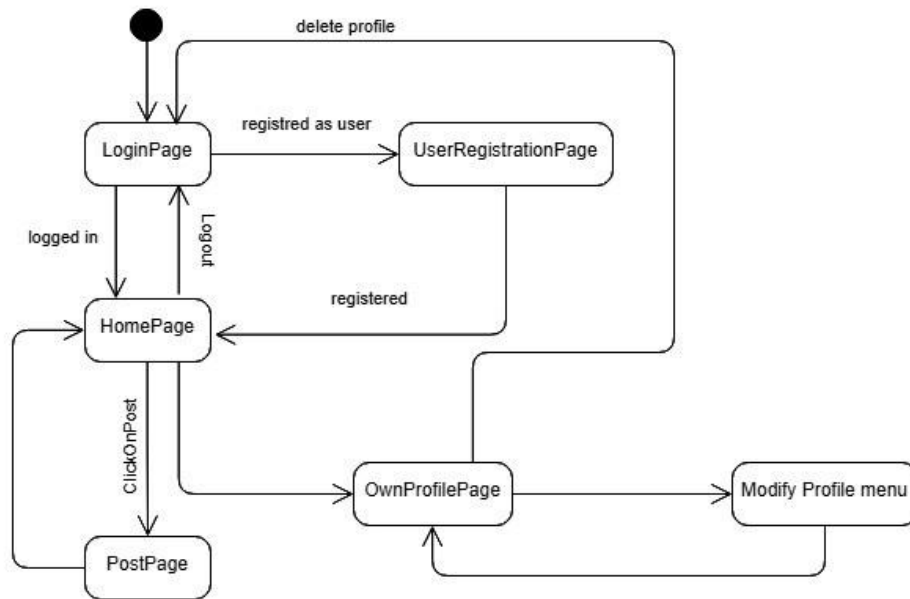 delete profile
registred as user
LoginPage
UserRegistrationPage
logged in
Logout
registered
HomePage
ClickOnPost
OwnProfilePage
Modify Profile menu
PostPage